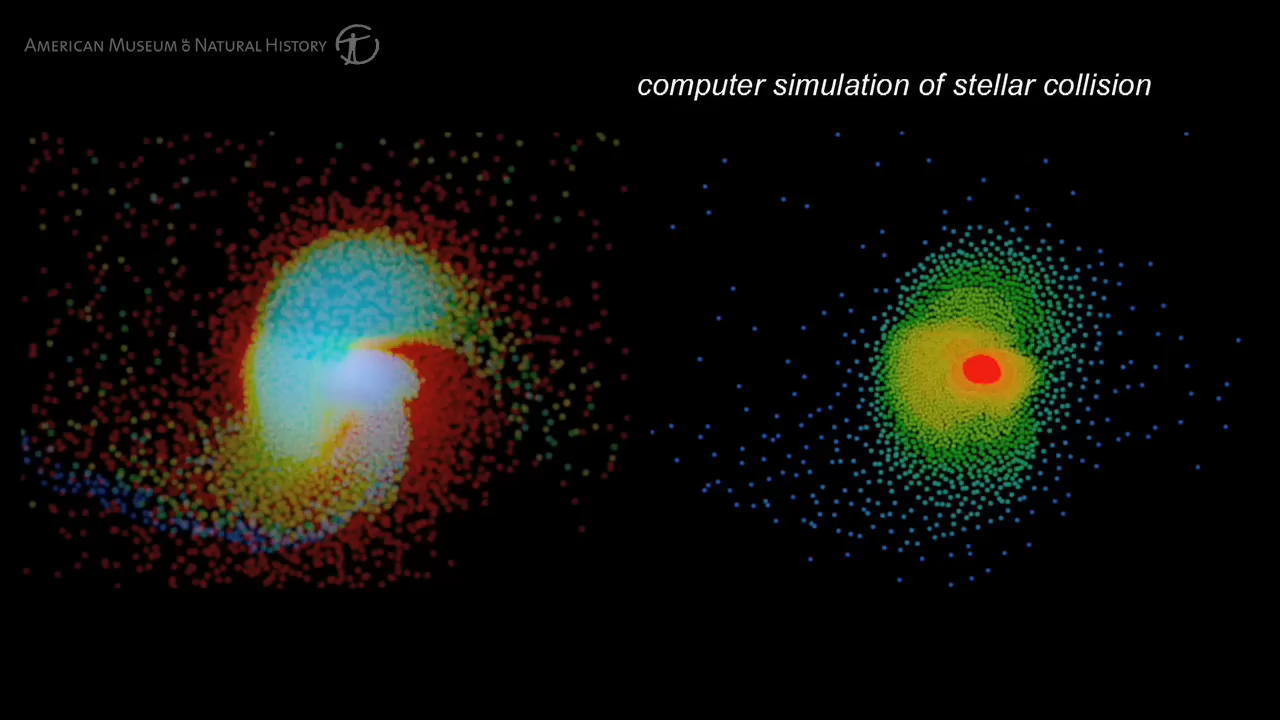 AMERICAN MUSEUM OF NATURAL HISTORY
computer simulation of stellar collision